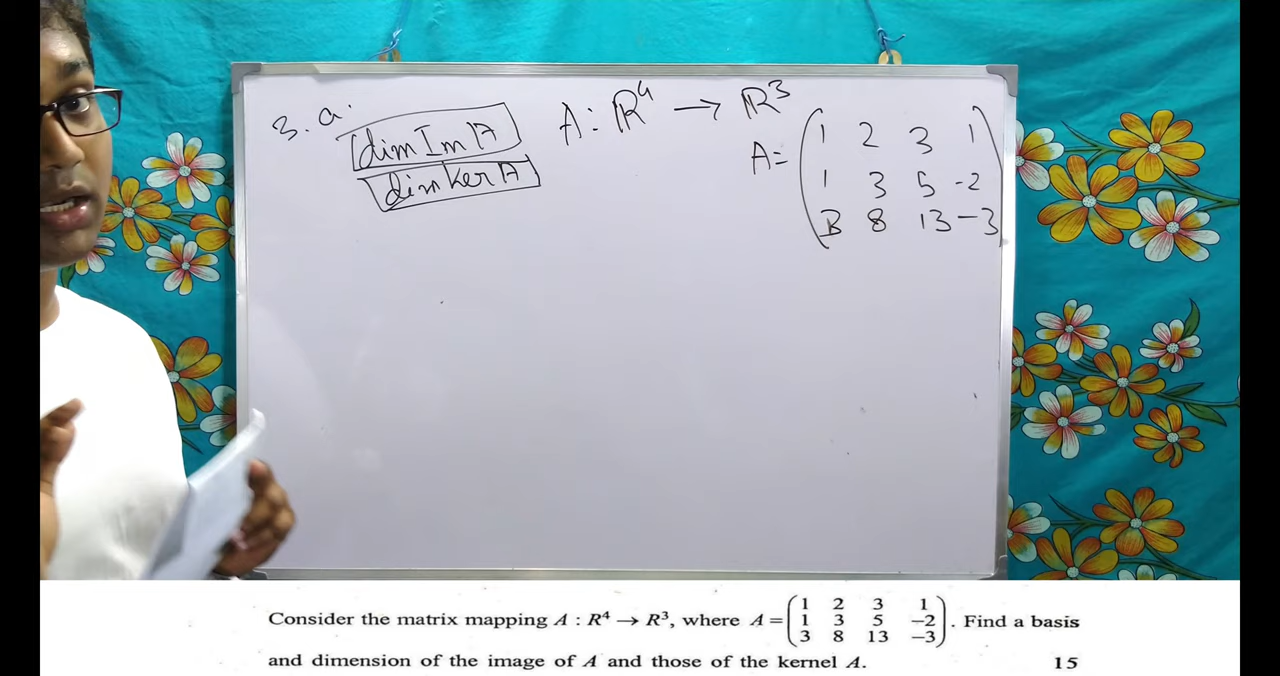 3. a.
dim Im A
dim Ker A
A: R⁴ → R³
A= ( 1 2 3 1
1 3 5 -2
3 8 13 -3 )
Consider the matrix mapping A : R⁴ → R³, where A = ( 1 2 3 1
1 3 5 −2
3 8 13 −3 ). Find a basis
and dimension of the image of A and those of the kernel A. 15